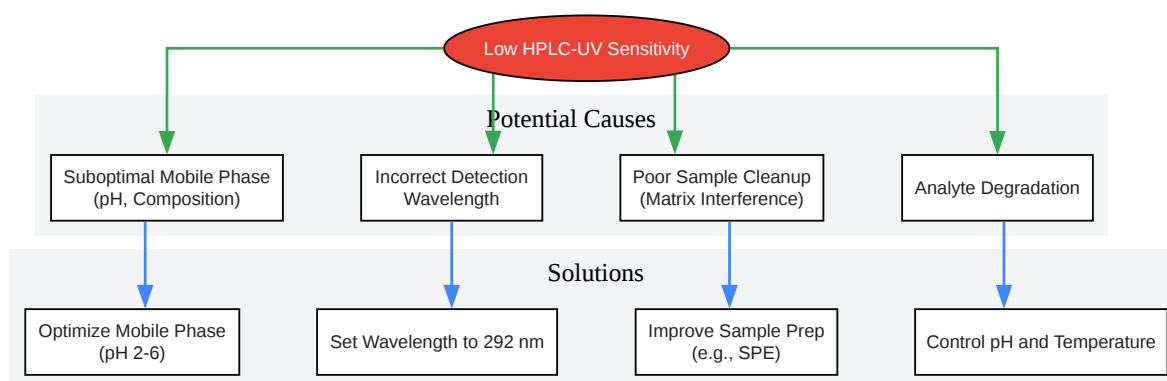 Low HPLC-UV Sensitivity
Potential Causes
Suboptimal Mobile Phase
(pH, Composition)
Incorrect Detection
Wavelength
Poor Sample Cleanup
(Matrix Interference)
Analyte Degradation
Solutions
Optimize Mobile Phase
(pH 2-6)
Set Wavelength to 292 nm
Improve Sample Prep
(e.g., SPE)
Control pH and Temperature